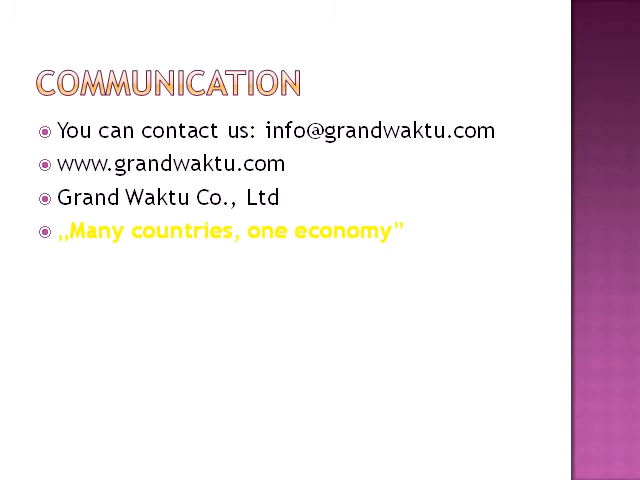 COMMUNICATION
You can contact us: info@grandwaktu.com
www.grandwaktu.com
Grand Waktu Co., Ltd
„Many countries, one economy”